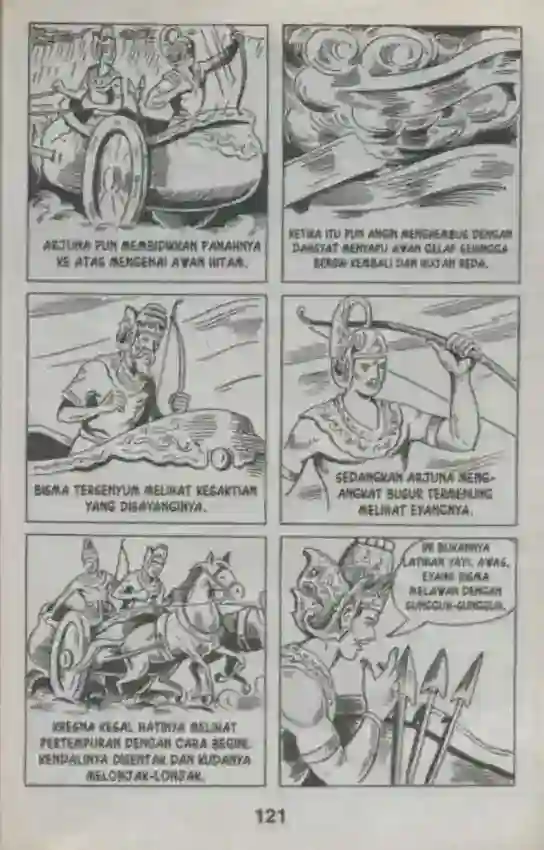 ARJUNA PUN MEMBIDIKKAN PANAHNYA
KE ATAS MENGENAI AWAN HITAM.
KETIKA ITU PUN ANGIN MENGHEMBUS DENGAN
DAHSYAT MENYAPU AWAN GELAP SEHINGGA
BERSIH KEMBALI DAN HUJAN REDA.
BISMA TERSENYUM MELIHAT KESAKTIAN
YANG DISAYANGINYA.
SEDANGKAN ARJUNA MENG-
ANGKAT BUSUR TERMENUNG
MELIHAT EYANGNYA.
KRESNA KESAL HATINYA MELIHAT
PERTEMPURAN DENGAN CARA BEGINI.
KENDALINYA DISENTAK DAN KUDANYA
MELONJAK-LONJAK.
INI BUKANNYA
LATIHAN YAYI, AWAS,
EYANG BISMA
MELAWAN DENGAN
SUNGGUH-SUNGGUH.
121